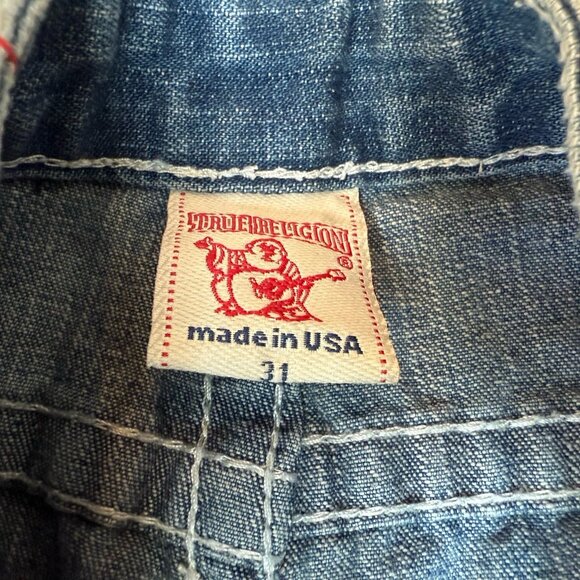 TRUE RELIGION
®
made in USA
31